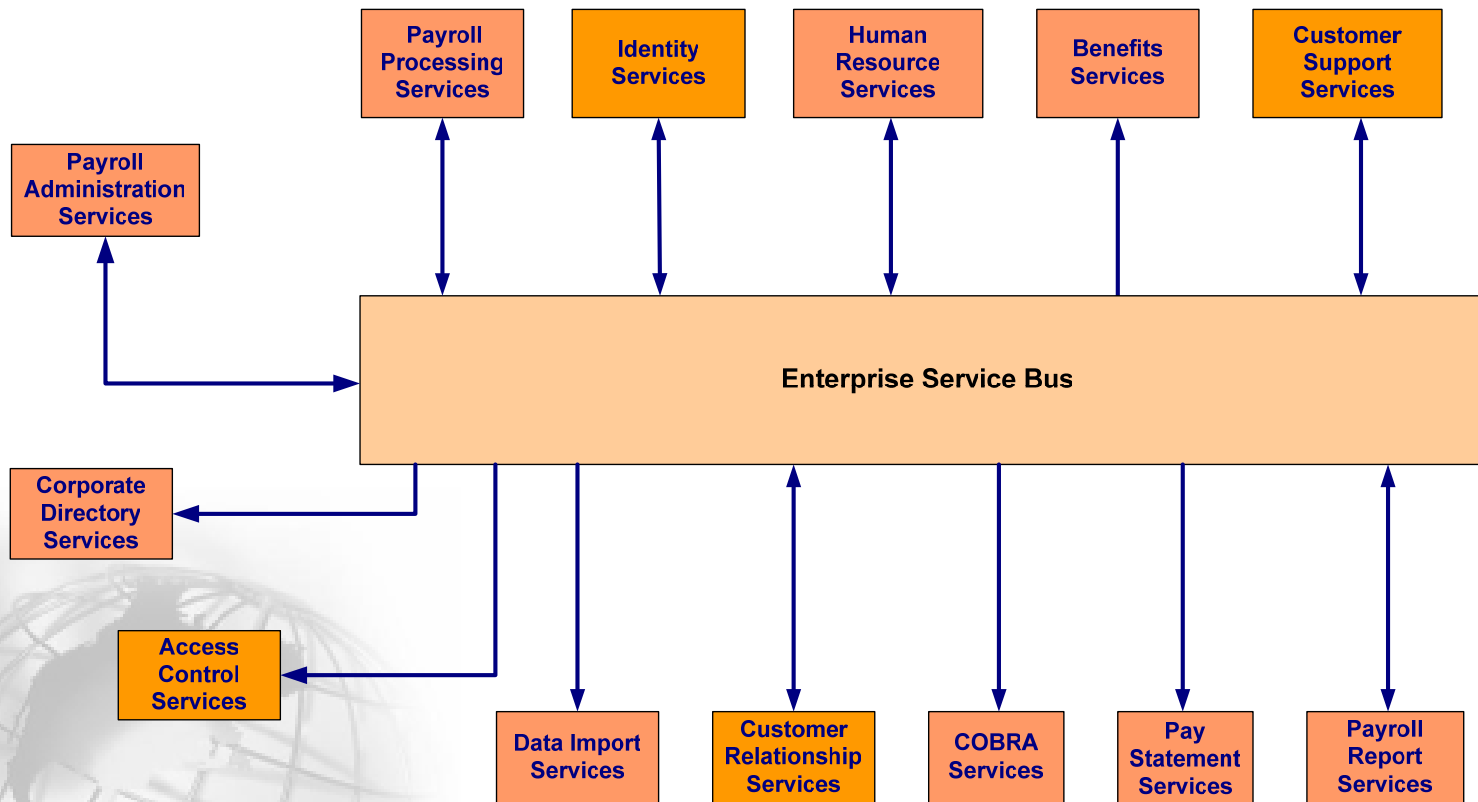 Payroll
Processing
Services
Identity
Services
Human
Resource
Services
Benefits
Services
Customer
Support
Services
Payroll
Administration
Services
Enterprise Service Bus
Corporate
Directory
Services
Access
Control
Services
Data Import
Services
Customer
Relationship
Services
COBRA
Services
Pay
Statement
Services
Payroll
Report
Services